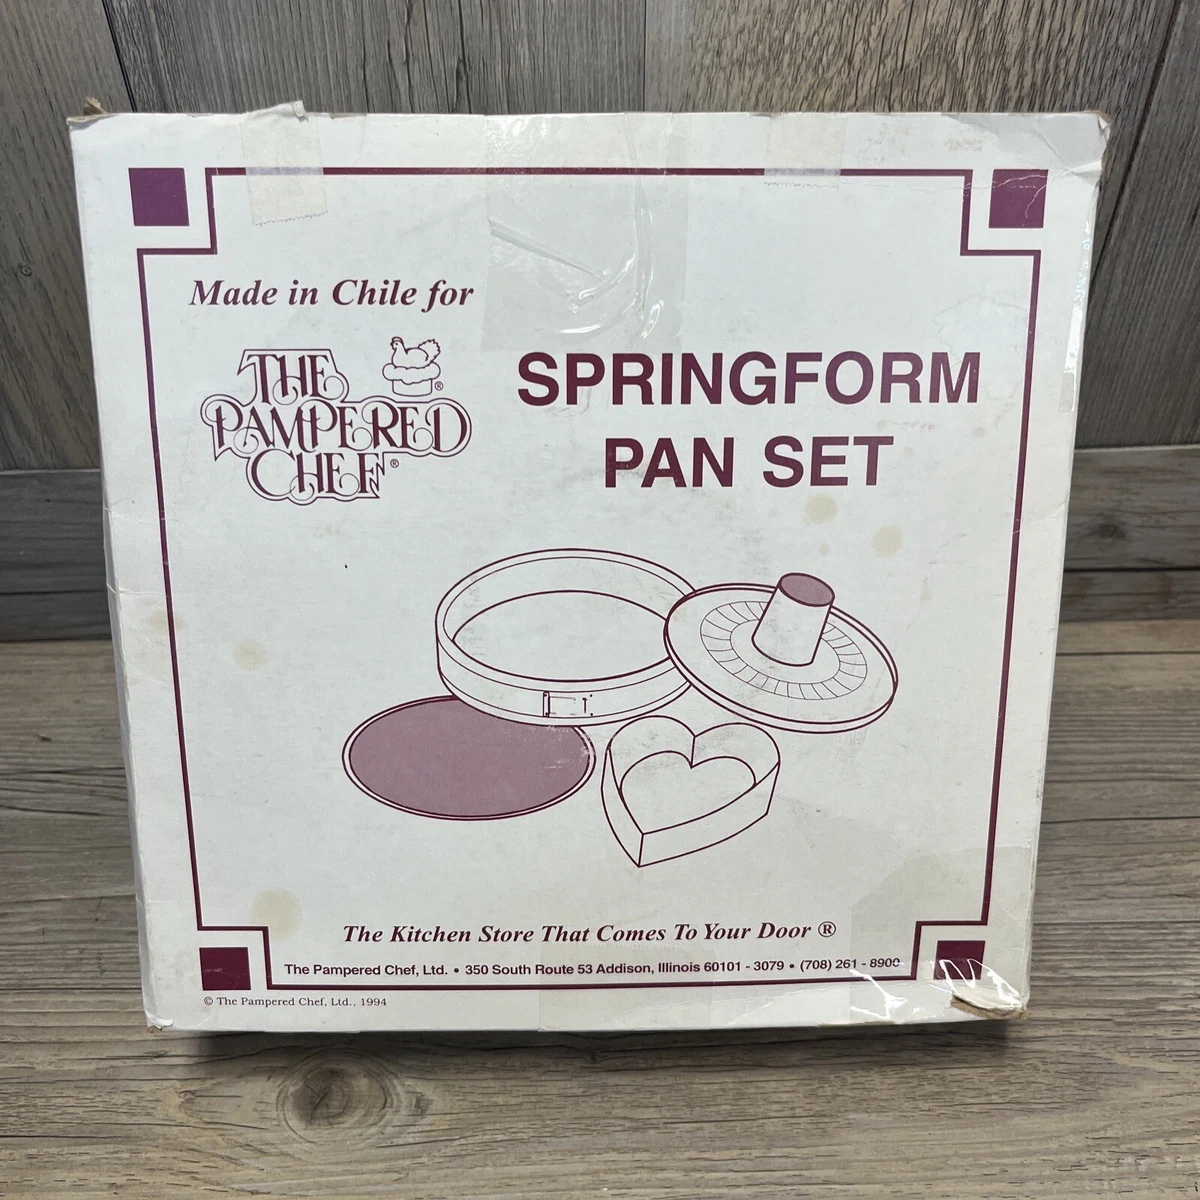 Made in Chile for
THE
PAMPERED
CHEF ®
®
SPRINGFORM
PAN SET
The Kitchen Store That Comes To Your Door ®
The Pampered Chef, Ltd. • 350 South Route 53 Addison, Illinois 60101 - 3079 • (708) 261 - 8900
© The Pampered Chef, Ltd., 1994